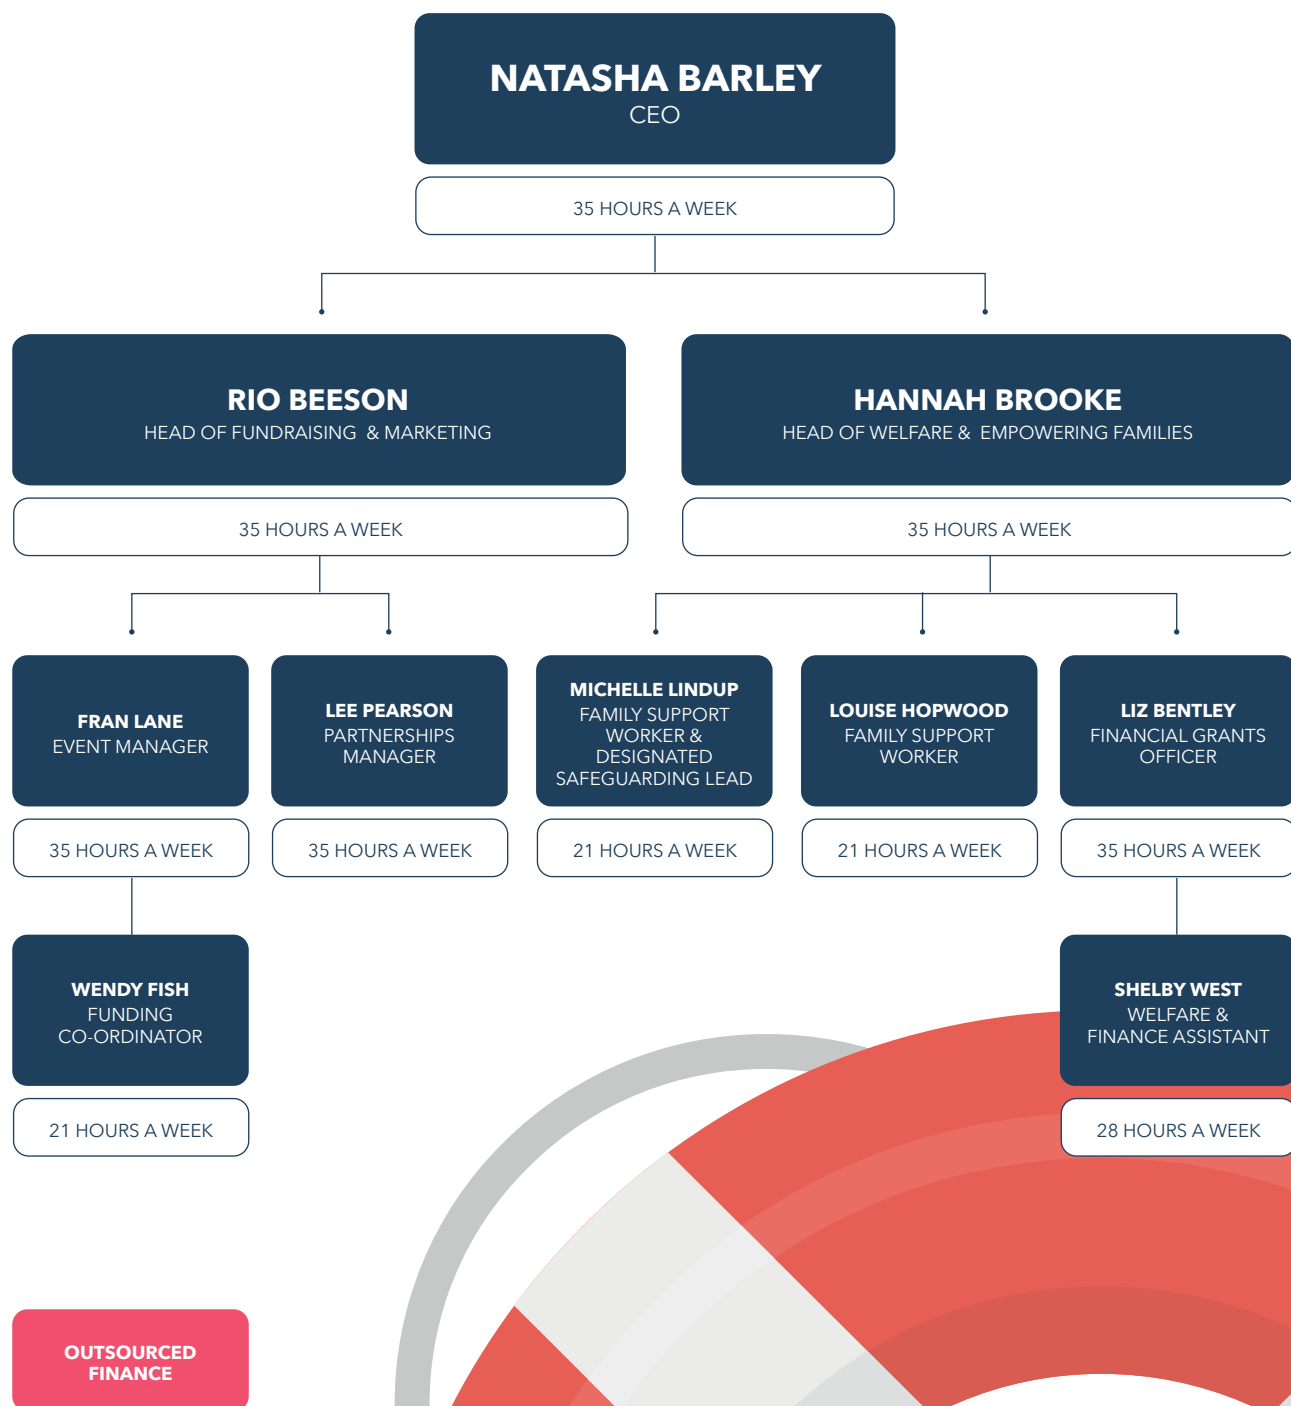 NATASHA BARLEY
CEO
35 HOURS A WEEK
RIO BEESON
HEAD OF FUNDRAISING & MARKETING
35 HOURS A WEEK
HANNAH BROOKE
HEAD OF WELFARE & EMPOWERING FAMILIES
35 HOURS A WEEK
FRAN LANE
EVENT MANAGER
35 HOURS A WEEK
LEE PEARSON
PARTNERSHIPS
MANAGER
35 HOURS A WEEK
MICHELLE LINDUP
FAMILY SUPPORT
WORKER &
DESIGNATED
SAFEGUARDING LEAD
21 HOURS A WEEK
LOUISE HOPWOOD
FAMILY SUPPORT
WORKER
21 HOURS A WEEK
LIZ BENTLEY
FINANCIAL GRANTS
OFFICER
35 HOURS A WEEK
WENDY FISH
FUNDING
CO-ORDINATOR
21 HOURS A WEEK
SHELBY WEST
WELFARE &
FINANCE ASSISTANT
28 HOURS A WEEK
OUTSOURCED
FINANCE